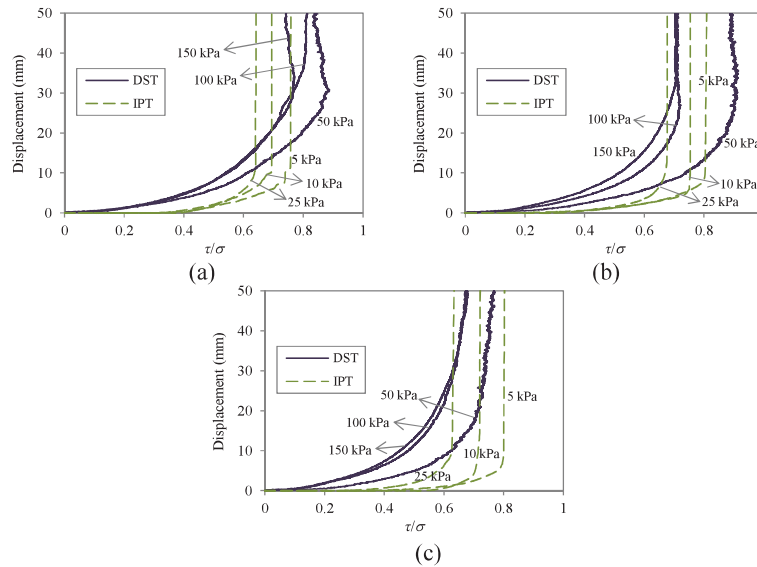 50
40
30
20
10
0
Displacement (mm)
DST
IPT
150 kPa
100 kPa
50 kPa
5 kPa
10 kPa
25 kPa
0 0.2 0.4 0.6 0.8 1
τ/σ
(a)
50
40
30
20
10
0
Displacement (mm)
DST
IPT
5 kPa
100 kPa
50 kPa
150 kPa
10 kPa
25 kPa
0 0.2 0.4 0.6 0.8
τ/σ
(b)
50
40
30
20
10
0
Displacement (mm)
DST
IPT
50 kPa
5 kPa
100 kPa
150 kPa
10 kPa
25 kPa
0 0.2 0.4 0.6 0.8 1
τ/σ
(c)